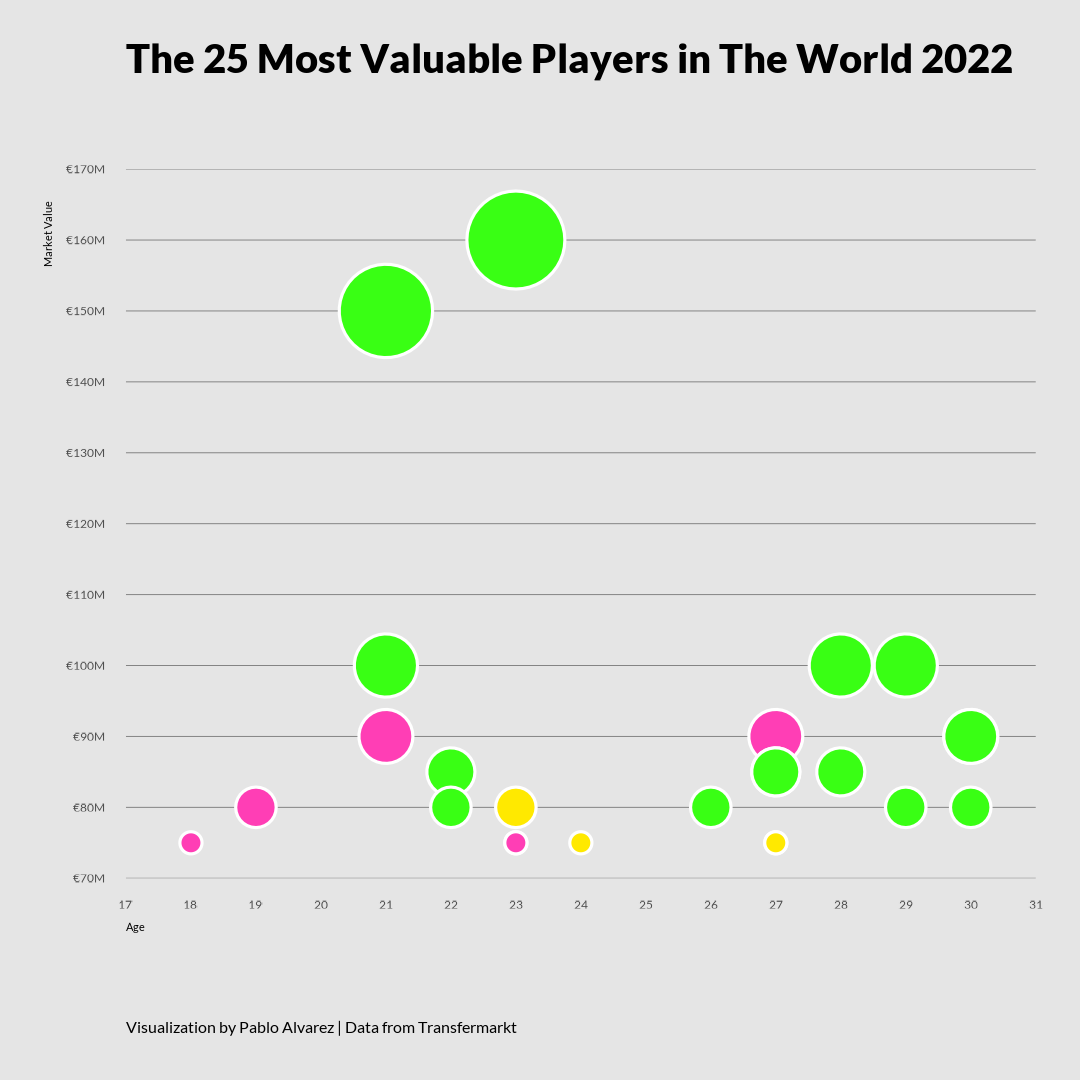 The 25 Most Valuable Players in The World 2022
€170M
Market Value
€160M
€150M
€140M
€130M
€120M
€110M
€100M
€90M
€80M
€70M
17 18 19 20 21 22 23 24 25 26 27 28 29 30 31
Age
Visualization by Pablo Alvarez | Data from Transfermarkt